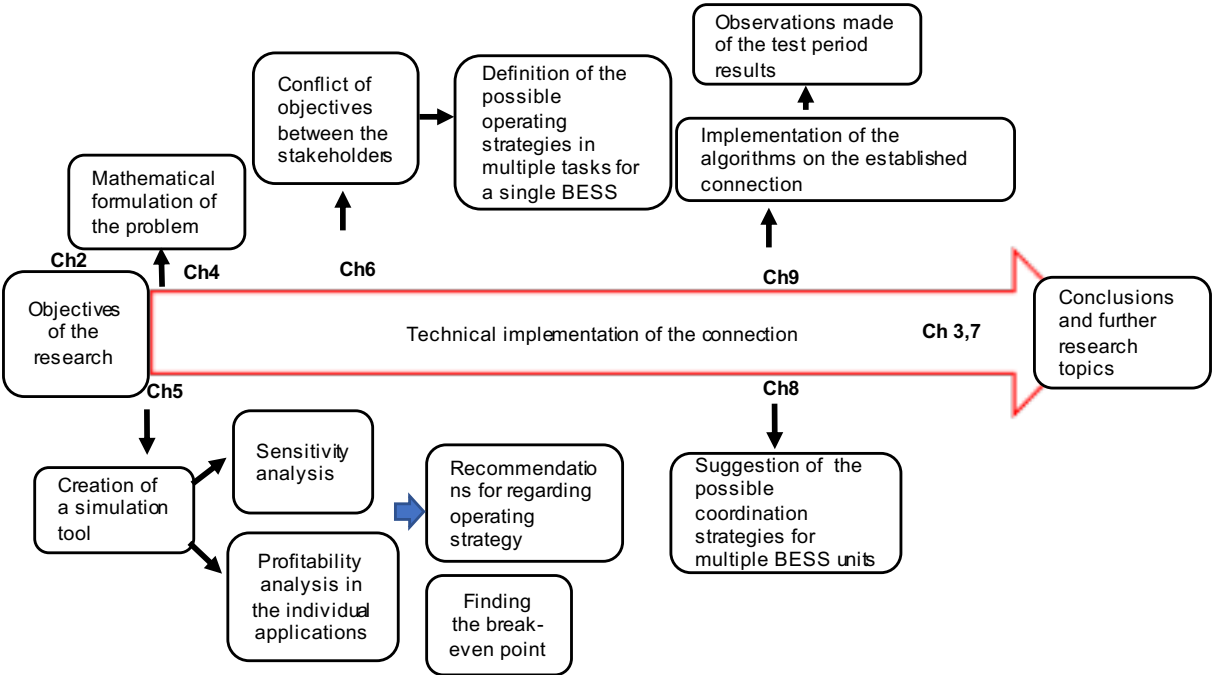 Observations made
of the test period
results
Conflict of
objectives
between the
stakeholders
Definition of the
possible
operating
strategies in
multiple tasks for
a single BESS
Implementation of the
algorithms on the established
connection
Mathematical
formulation of
the problem
Ch2
Ch4
Ch6
Ch9
Objectives
of the
research
Technical implementation of the connection
Ch 3,7
Conclusions
and further
research
topics
Ch5
Ch8
Creation of
a simulation
tool
Sensitivity
analysis
Profitability
analysis in
the individual
applications
Recommendatio
ns for regarding
operating
strategy
Finding
the break-
even point
Suggestion of the
possible
coordination
strategies for
multiple BESS units